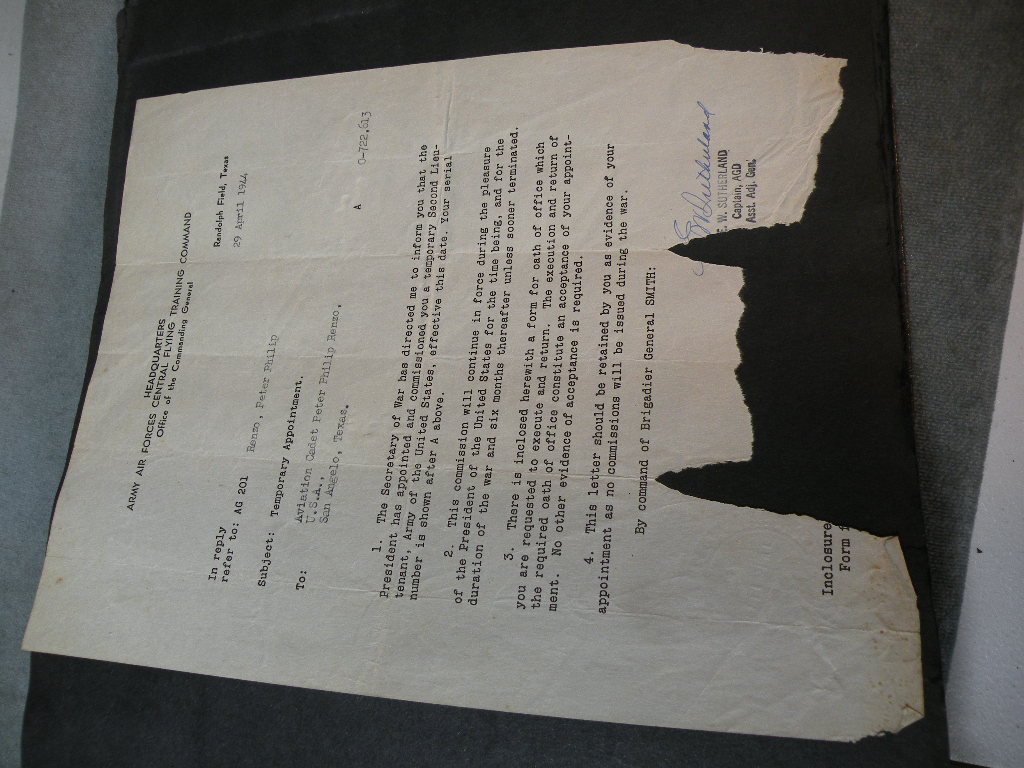 ARMY AIR FORCES CENTRAL FLYING TRAINING COMMAND
HEADQUARTERS
Office of the Commanding General
Randolph Field, Texas
29 April 1944
In reply
refer to: AG 201 Renzo, Peter Philip
Subject: Temporary Appointment.
To: Aviation Cadet Peter Philip Renzo,
U.S.A.,
San Angelo, Texas.
A O-722,613
1. The Secretary of War has directed me to inform you that the
President has appointed and commissioned you a temporary Second Lieu-
tenant, Army of the United States, effective this date. Your serial
number is shown after A above.
2. This commission will continue in force during the pleasure
of the President of the United States for the time being, and for the
duration of the war and six months thereafter unless sooner terminated.
3. There is inclosed herewith a form for oath of office which
you are requested to execute and return. The execution and return of
the required oath of office constitute an acceptance of your appoint-
ment. No other evidence of acceptance is required.
4. This letter should be retained by you as evidence of your
appointment as no commissions will be issued during the war.
By command of Brigadier General SMITH:
EW Sutherland
E. W. SUTHERLAND
Captain, AGD
Asst. Adj. Gen.
Inclosure
Form